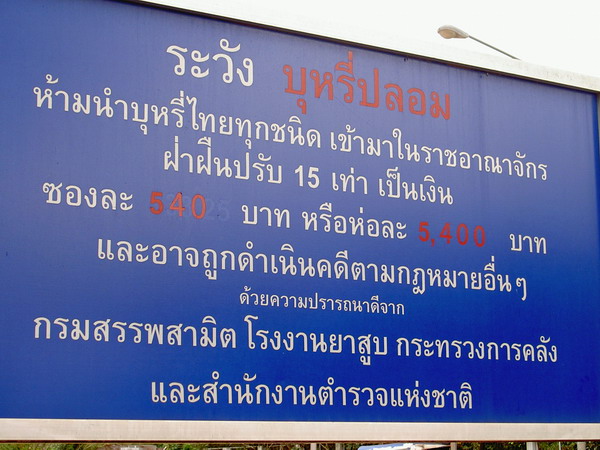 ระวัง บุหรี่ปลอม
ห้ามนำบุหรี่ไทยทุกชนิด เข้ามาในราชอาณาจักร
ฝ่าฝืนปรับ 15 เท่า เป็นเงิน
ซองละ 540 บาท หรือห่อละ 5,400 บาท
และอาจถูกดำเนินคดีตามกฎหมายอื่นๆ
ด้วยความปรารถนาดีจาก
กรมสรรพสามิต โรงงานยาสูบ กระทรวงการคลัง
และสำนักงานตำรวจแห่งชาติ